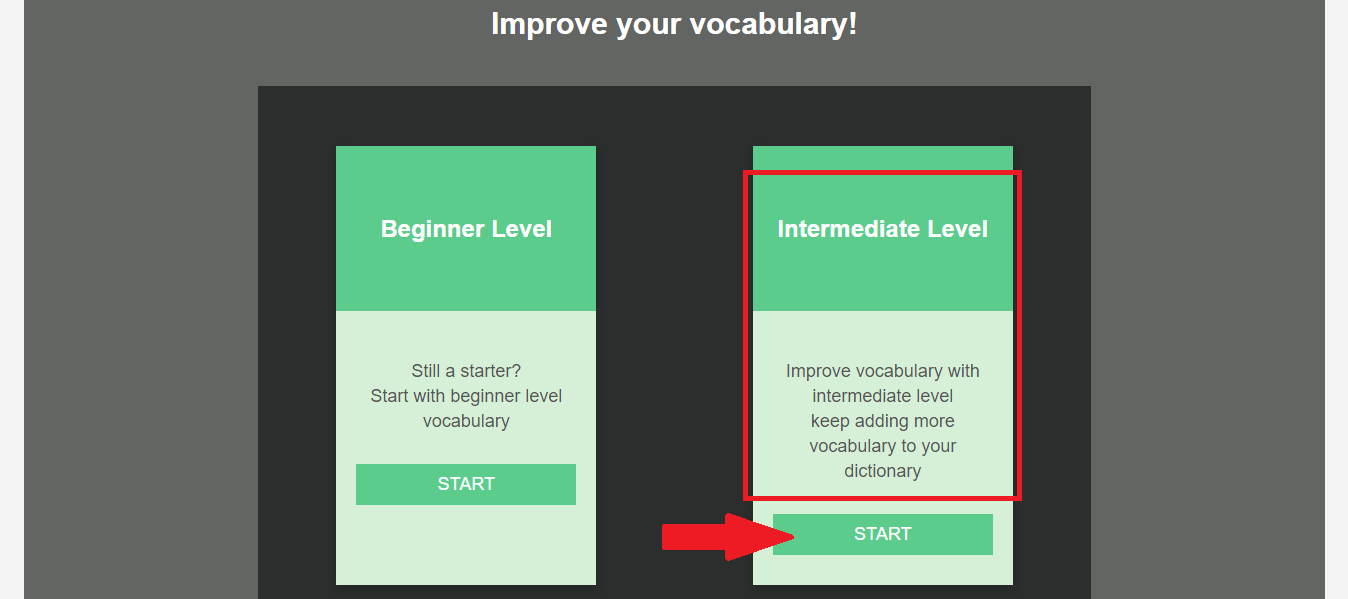 Improve your vocabulary!
Beginner Level
Still a starter?
Start with beginner level
vocabulary
START
Intermediate Level
Improve vocabulary with
intermediate level
keep adding more
vocabulary to your
dictionary
START